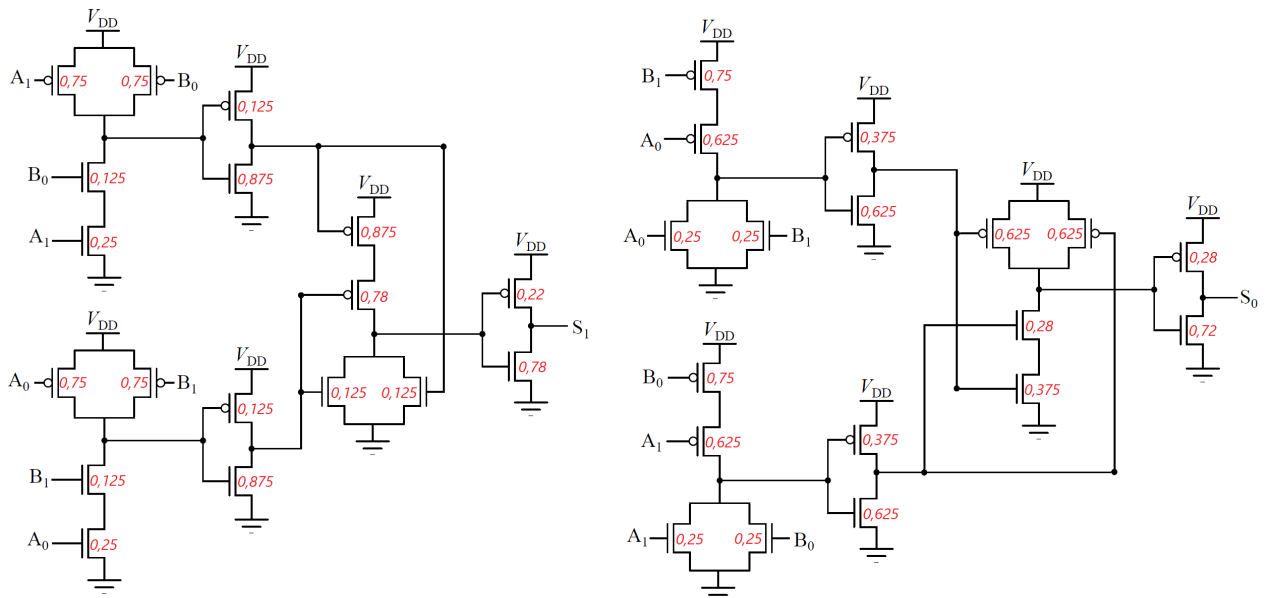 VDD
A1 0,75 0,75 B0
B0 0,125
A1 0,25
VDD
0,125
0,875
VDD
0,875
0,78
0,125 0,125
VDD
0,22
S1
0,78
VDD
A0 0,75 0,75 B1
B1 0,125
A0 0,25
VDD
0,125
0,875
VDD
B1 0,75
A0 0,625
A0 0,25 0,25 B1
VDD
0,375
0,625
VDD
0,625 0,625
0,28
0,375
VDD
0,28
S0
0,72
VDD
B0 0,75
A1 0,625
A1 0,25 0,25 B0
VDD
0,375
0,625